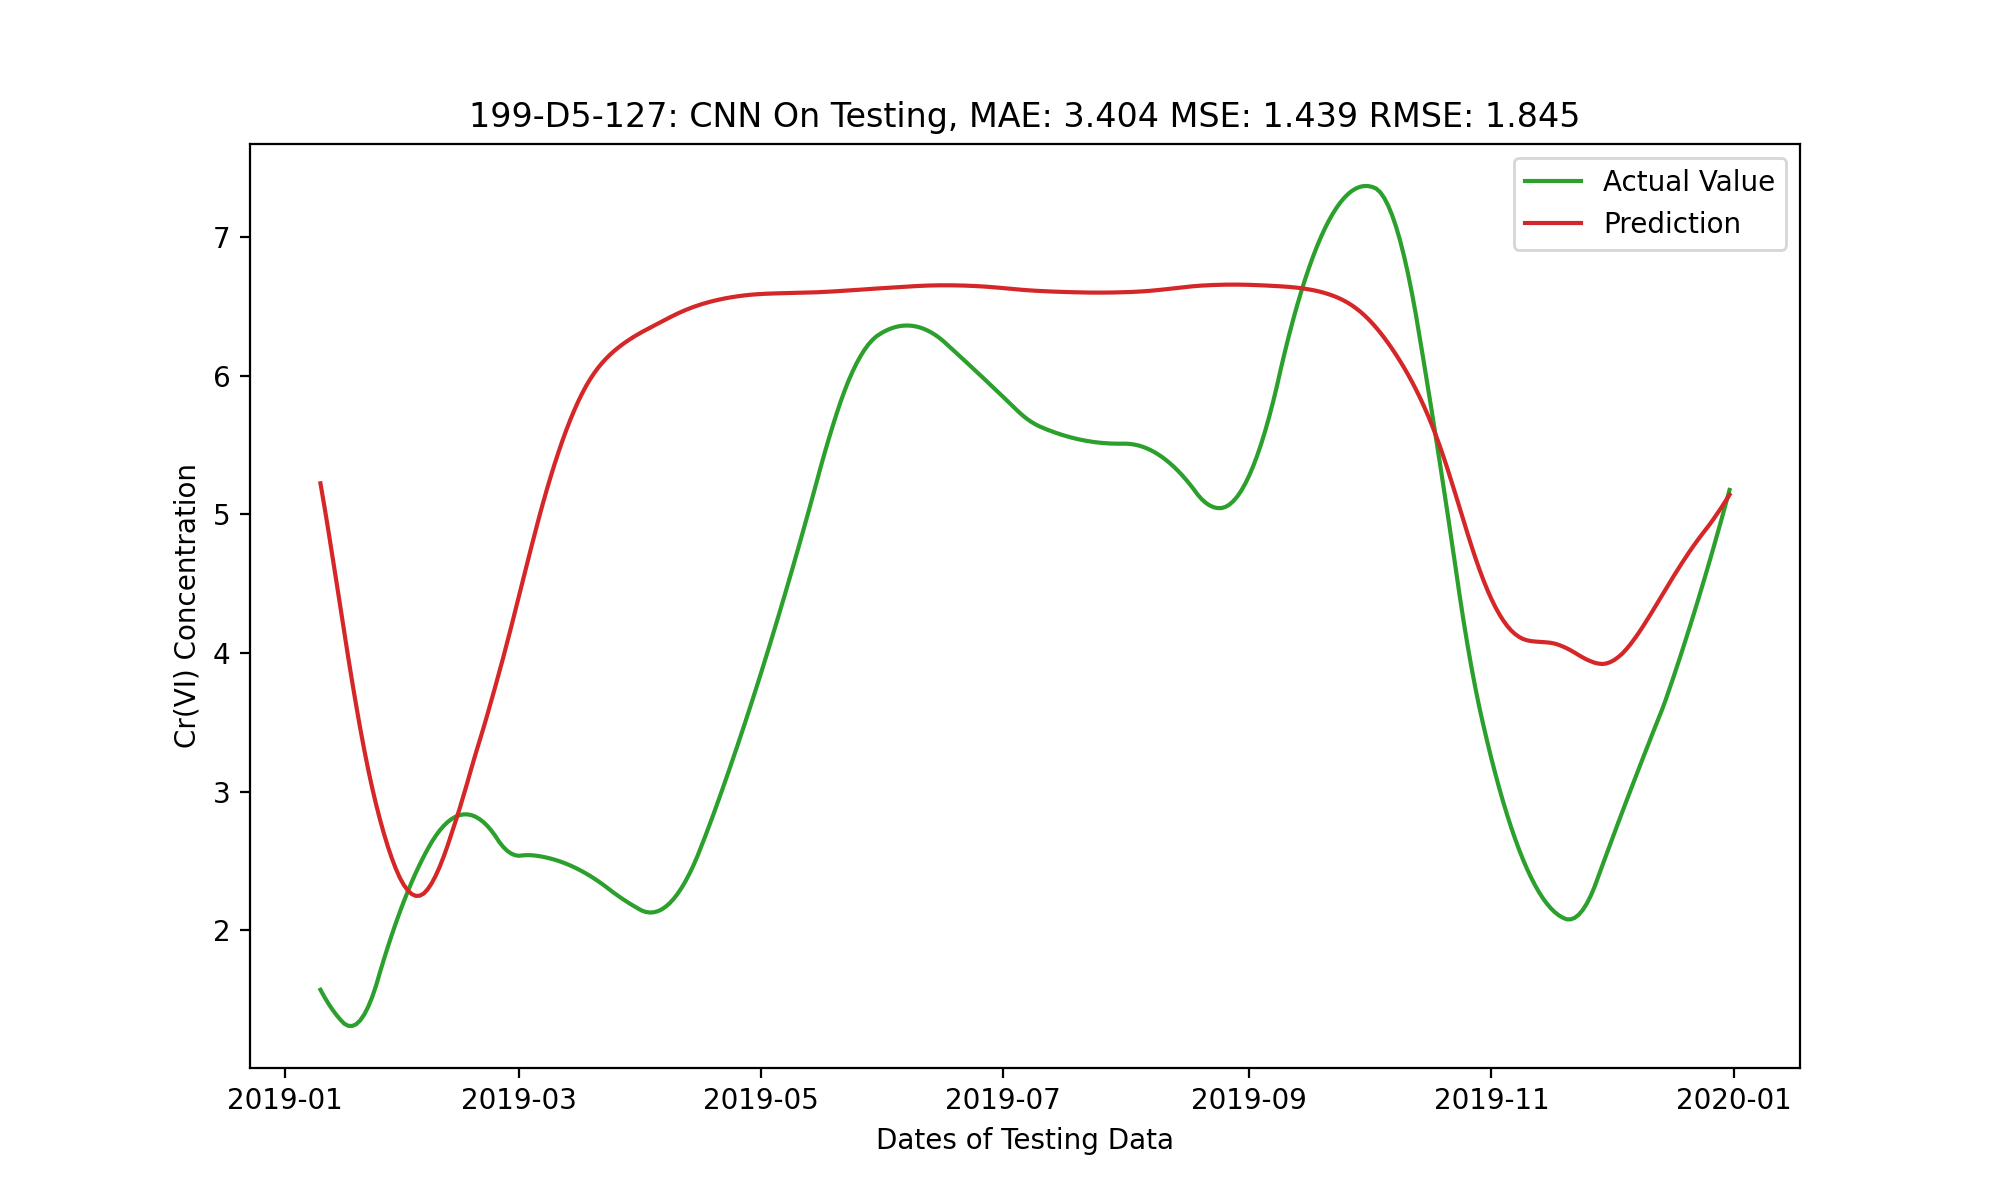 199-D5-127: CNN On Testing, MAE: 3.404 MSE: 1.439 RMSE: 1.845
Actual Value
Prediction
7
6
5
4
3
2
Cr(VI) Concentration
2019-01 2019-03 2019-05 2019-07 2019-09 2019-11 2020-01
Dates of Testing Data